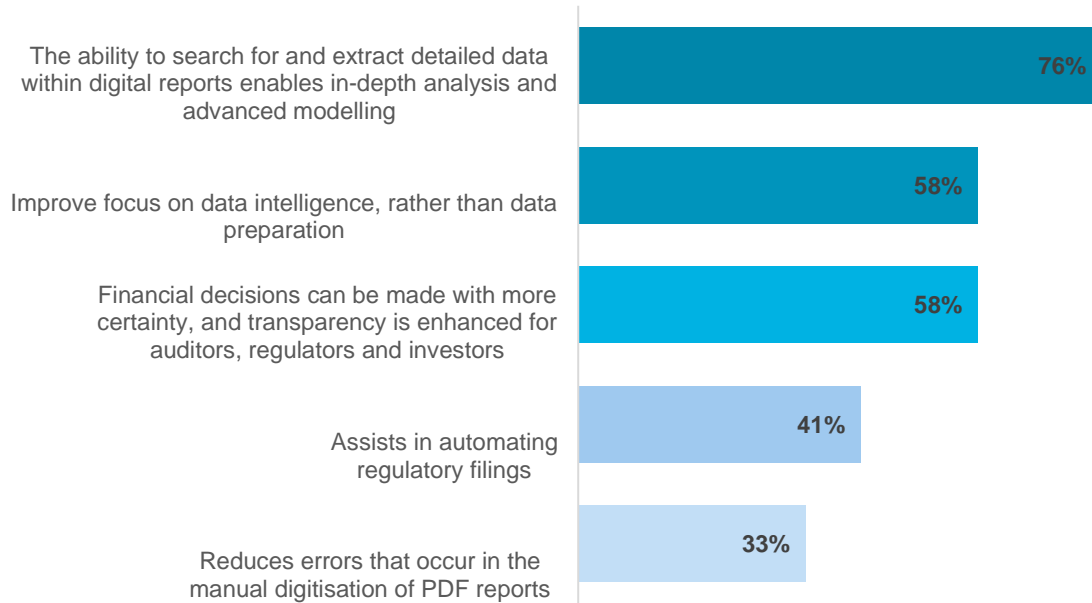 The ability to search for and extract detailed data
within digital reports enables in-depth analysis and
advanced modelling
76%
Improve focus on data intelligence, rather than data
preparation
58%
Financial decisions can be made with more
certainty, and transparency is enhanced for
auditors, regulators and investors
58%
Assists in automating
regulatory filings
41%
Reduces errors that occur in the
manual digitisation of PDF reports
33%